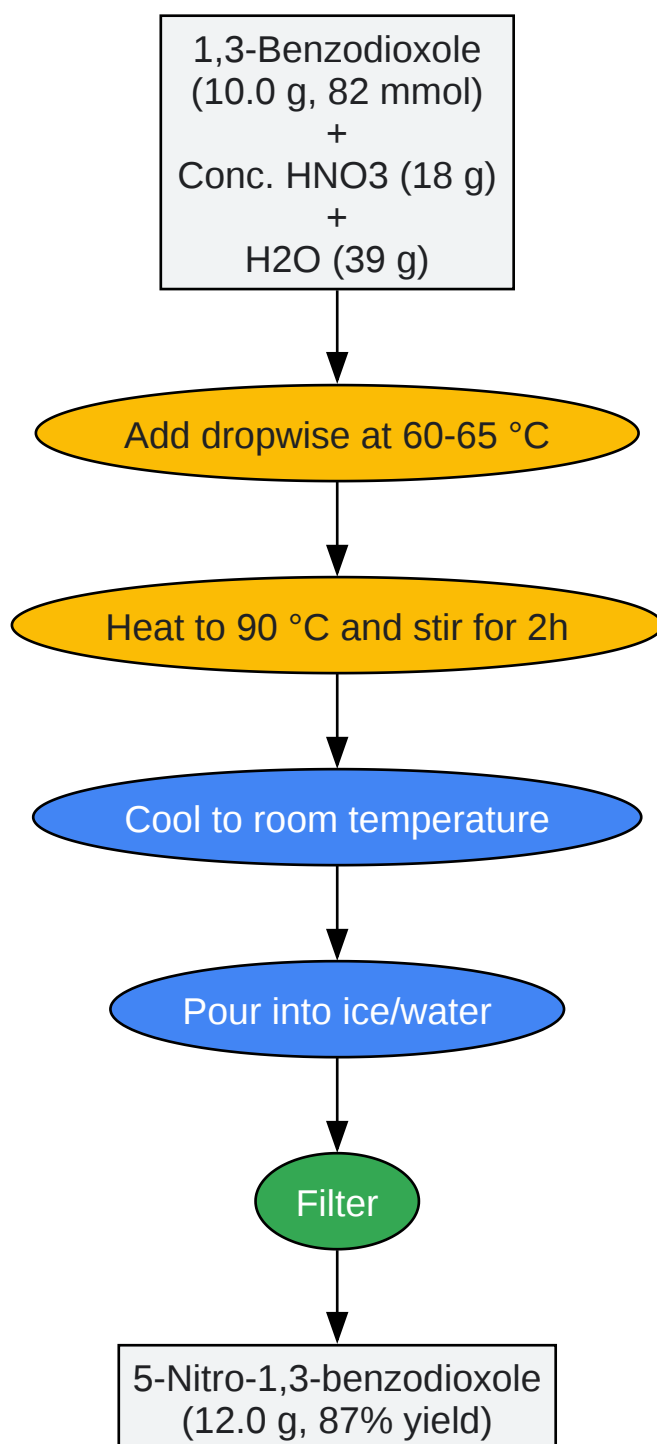 1,3-Benzodioxole
(10.0 g, 82 mmol)
+
Conc. HNO3 (18 g)
+
H2O (39 g)
Add dropwise at 60-65 °C
Heat to 90 °C and stir for 2h
Cool to room temperature
Pour into ice/water
Filter
5-Nitro-1,3-benzodioxole
(12.0 g, 87% yield)